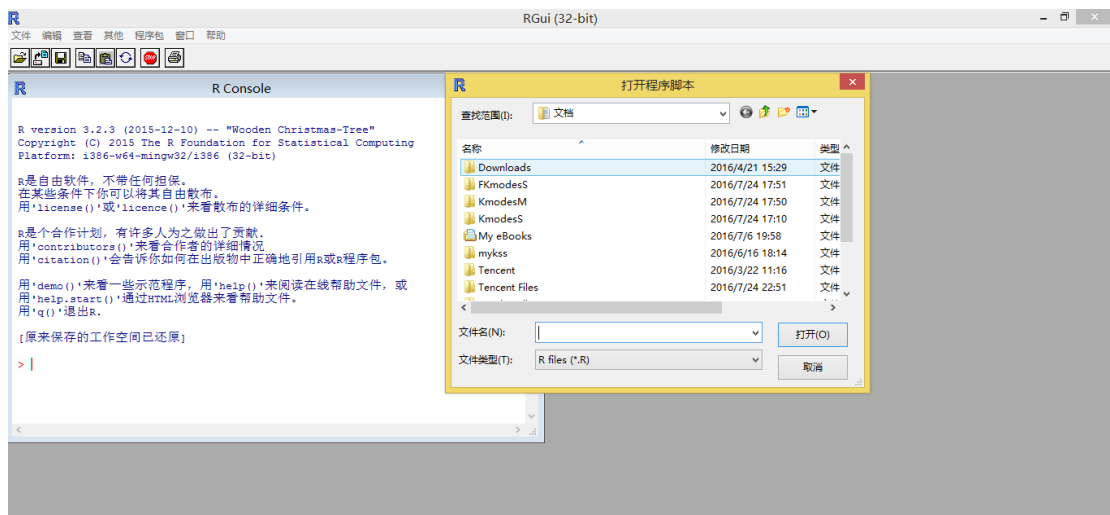 RGui (32-bit)
文件 编辑 查看 其他 程序包 窗口 帮助
STOP
R Console
R version 3.2.3 (2015-12-10) -- "Wooden Christmas-Tree"
Copyright (C) 2015 The R Foundation for Statistical Computing
Platform: i386-w64-mingw32/i386 (32-bit)
R是自由软件，不带任何担保。
在某些条件下你可以将其自由散布。
用'license()'或'licence()'来看散布的详细条件。
R是个合作计划，有许多人为之做出了贡献.
用'contributors()'来看合作者的详细情况
用'citation()'会告诉你如何在出版物中正确地引用R或R程序包。
用'demo()'来看一些示范程序，用'help()'来阅读在线帮助文件，或
用'help.start()'通过HTML浏览器来看帮助文件。
用'q()'退出R.
[原来保存的工作空间已还原]
>
打开程序脚本
查找范围(I): 文档
名称 修改日期 类型
Downloads 2016/4/21 15:29 文件
FKmodesS 2016/7/24 17:51 文件
KmodesM 2016/7/24 17:50 文件
KmodesS 2016/7/24 17:10 文件
My eBooks 2016/7/6 19:58 文件
mykss 2016/6/16 18:14 文件
Tencent 2016/3/22 11:16 文件
Tencent Files 2016/7/24 22:51 文件
文件名(N): 打开(O)
文件类型(T): R files (*.R) 取消